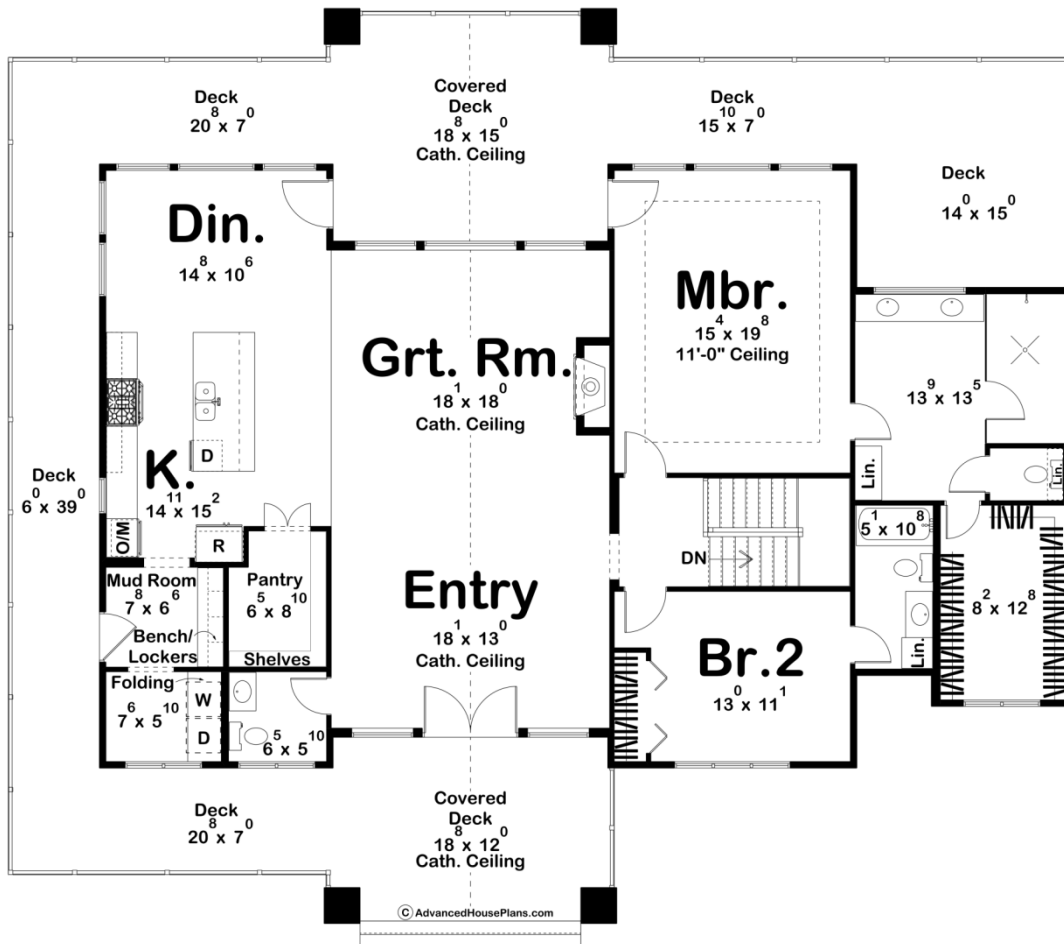 Deck
20⁸ x 7⁰
Covered
Deck
18⁸ x 15⁰
Cath. Ceiling
Deck
15¹⁰ x 7⁰
Deck
14⁰ x 15⁰
Din.
14⁸ x 10⁶
Mbr.
15⁴ x 19⁸
11'-0" Ceiling
Grt. Rm.
18¹ x 18⁰
Cath. Ceiling
13⁹ x 13⁵
D
K.
14¹¹ x 15²
Deck
6⁰ x 39⁰
O/M
R
Lin.
Lin.
5¹ x 10⁸
DN
Mud Room
7⁸ x 6⁶
Bench/
Lockers
Pantry
6⁵ x 8¹⁰
Shelves
Entry
18¹ x 13⁰
Cath. Ceiling
8² x 12⁸
Br.2
13⁰ x 11¹
Lin.
Folding
7⁶ x 5¹⁰
W
D
6⁵ x 5¹⁰
Deck
20⁸ x 7⁰
Covered
Deck
18⁸ x 12⁰
Cath. Ceiling
© AdvancedHousePlans.com